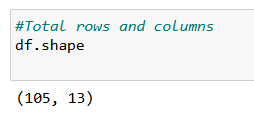 #Total rows and columns
df.shape
(105, 13)